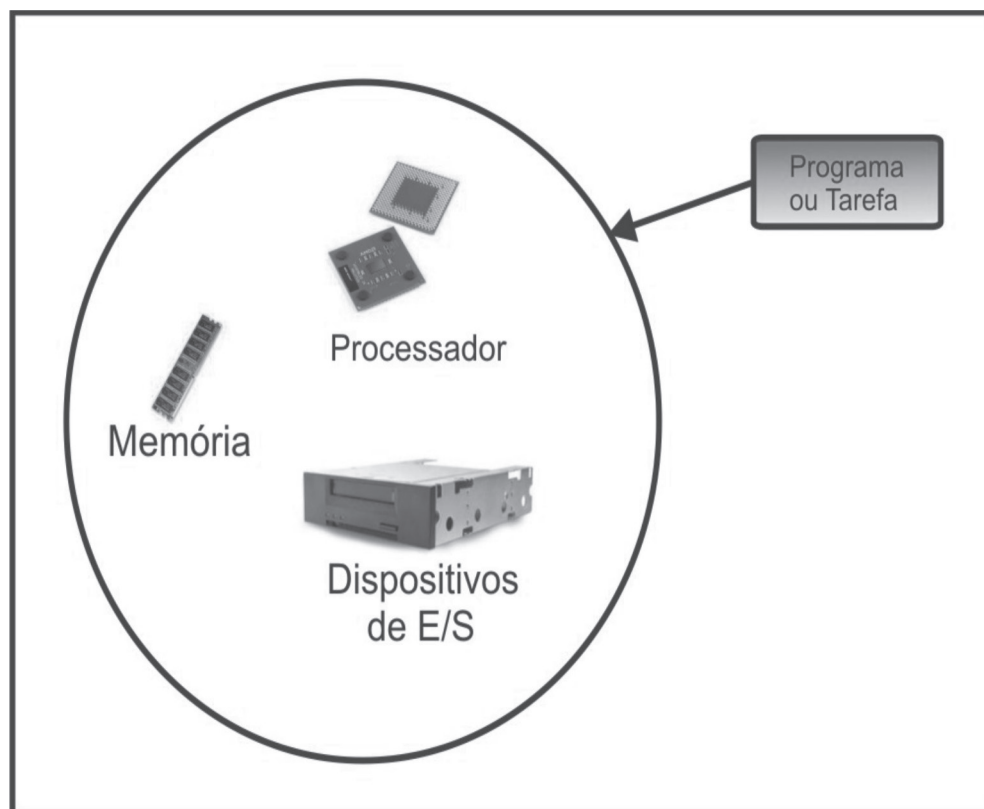 Programa
ou Tarefa
Processador
Memória
Dispositivos
de E/S